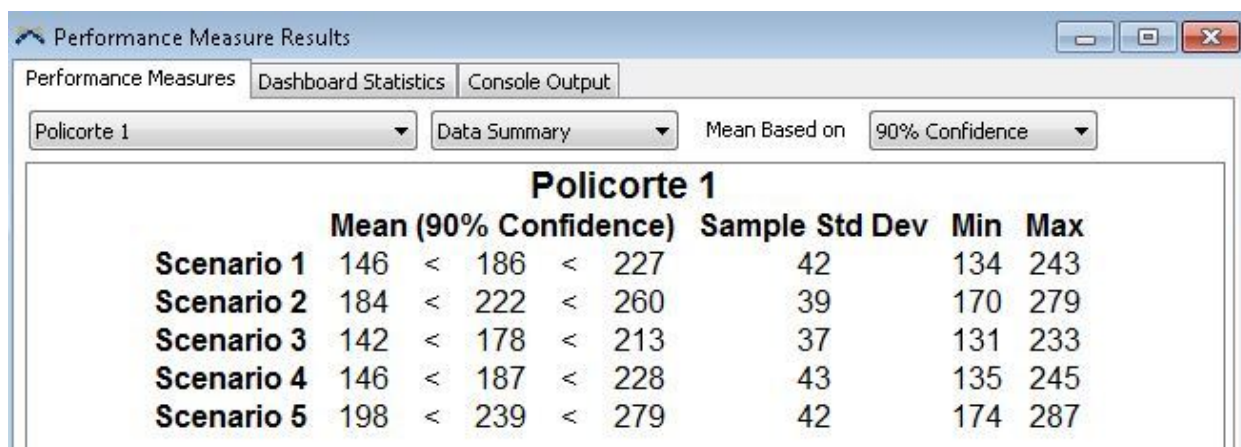 Performance Measure Results
Performance Measures Dashboard Statistics Console Output
Policorte 1 Data Summary Mean Based on 90% Confidence
Policorte 1
Mean (90% Confidence) Sample Std Dev Min Max
Scenario 1 146 < 186 < 227 42 134 243
Scenario 2 184 < 222 < 260 39 170 279
Scenario 3 142 < 178 < 213 37 131 233
Scenario 4 146 < 187 < 228 43 135 245
Scenario 5 198 < 239 < 279 42 174 287